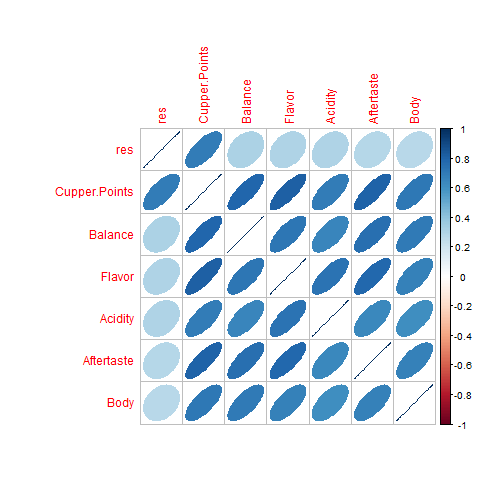 res
Cupper.Points
Balance
Flavor
Acidity
Aftertaste
Body
res
Cupper.Points
Balance
Flavor
Acidity
Aftertaste
Body
1
0.8
0.6
0.4
0.2
0
-0.2
-0.4
-0.6
-0.8
-1